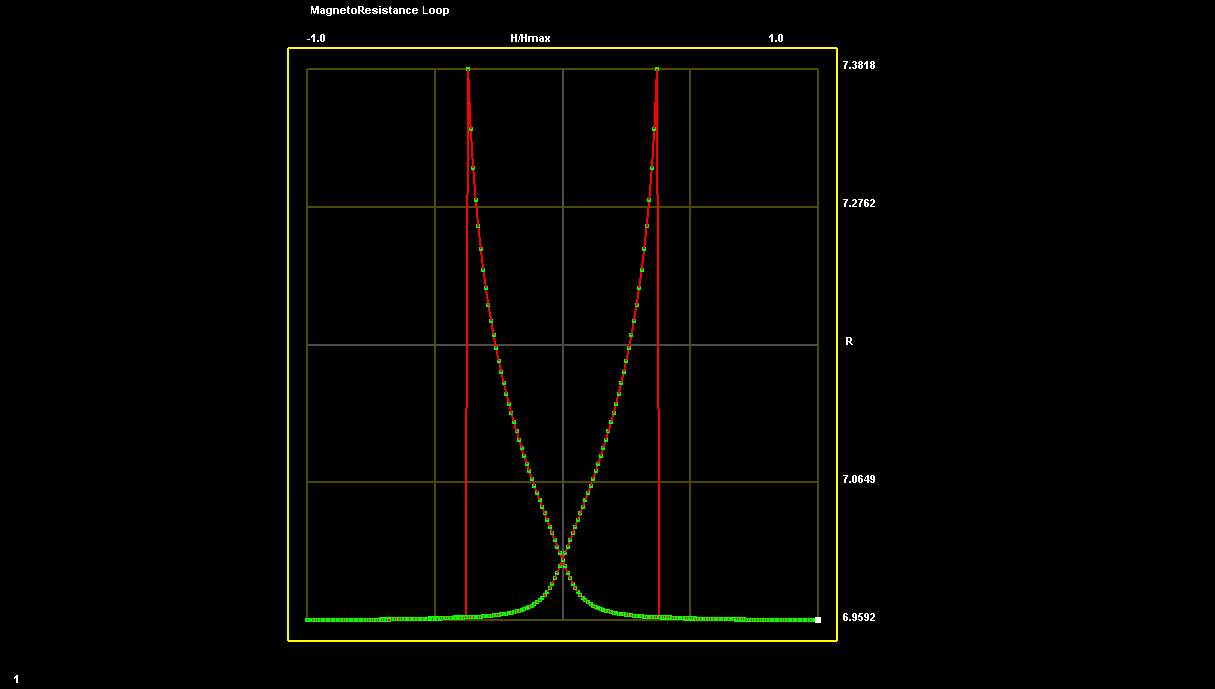 MagnetoResistance Loop
-1.0 H/Hmax 1.0
7.3818
7.2762
R
7.0649
6.9592
1